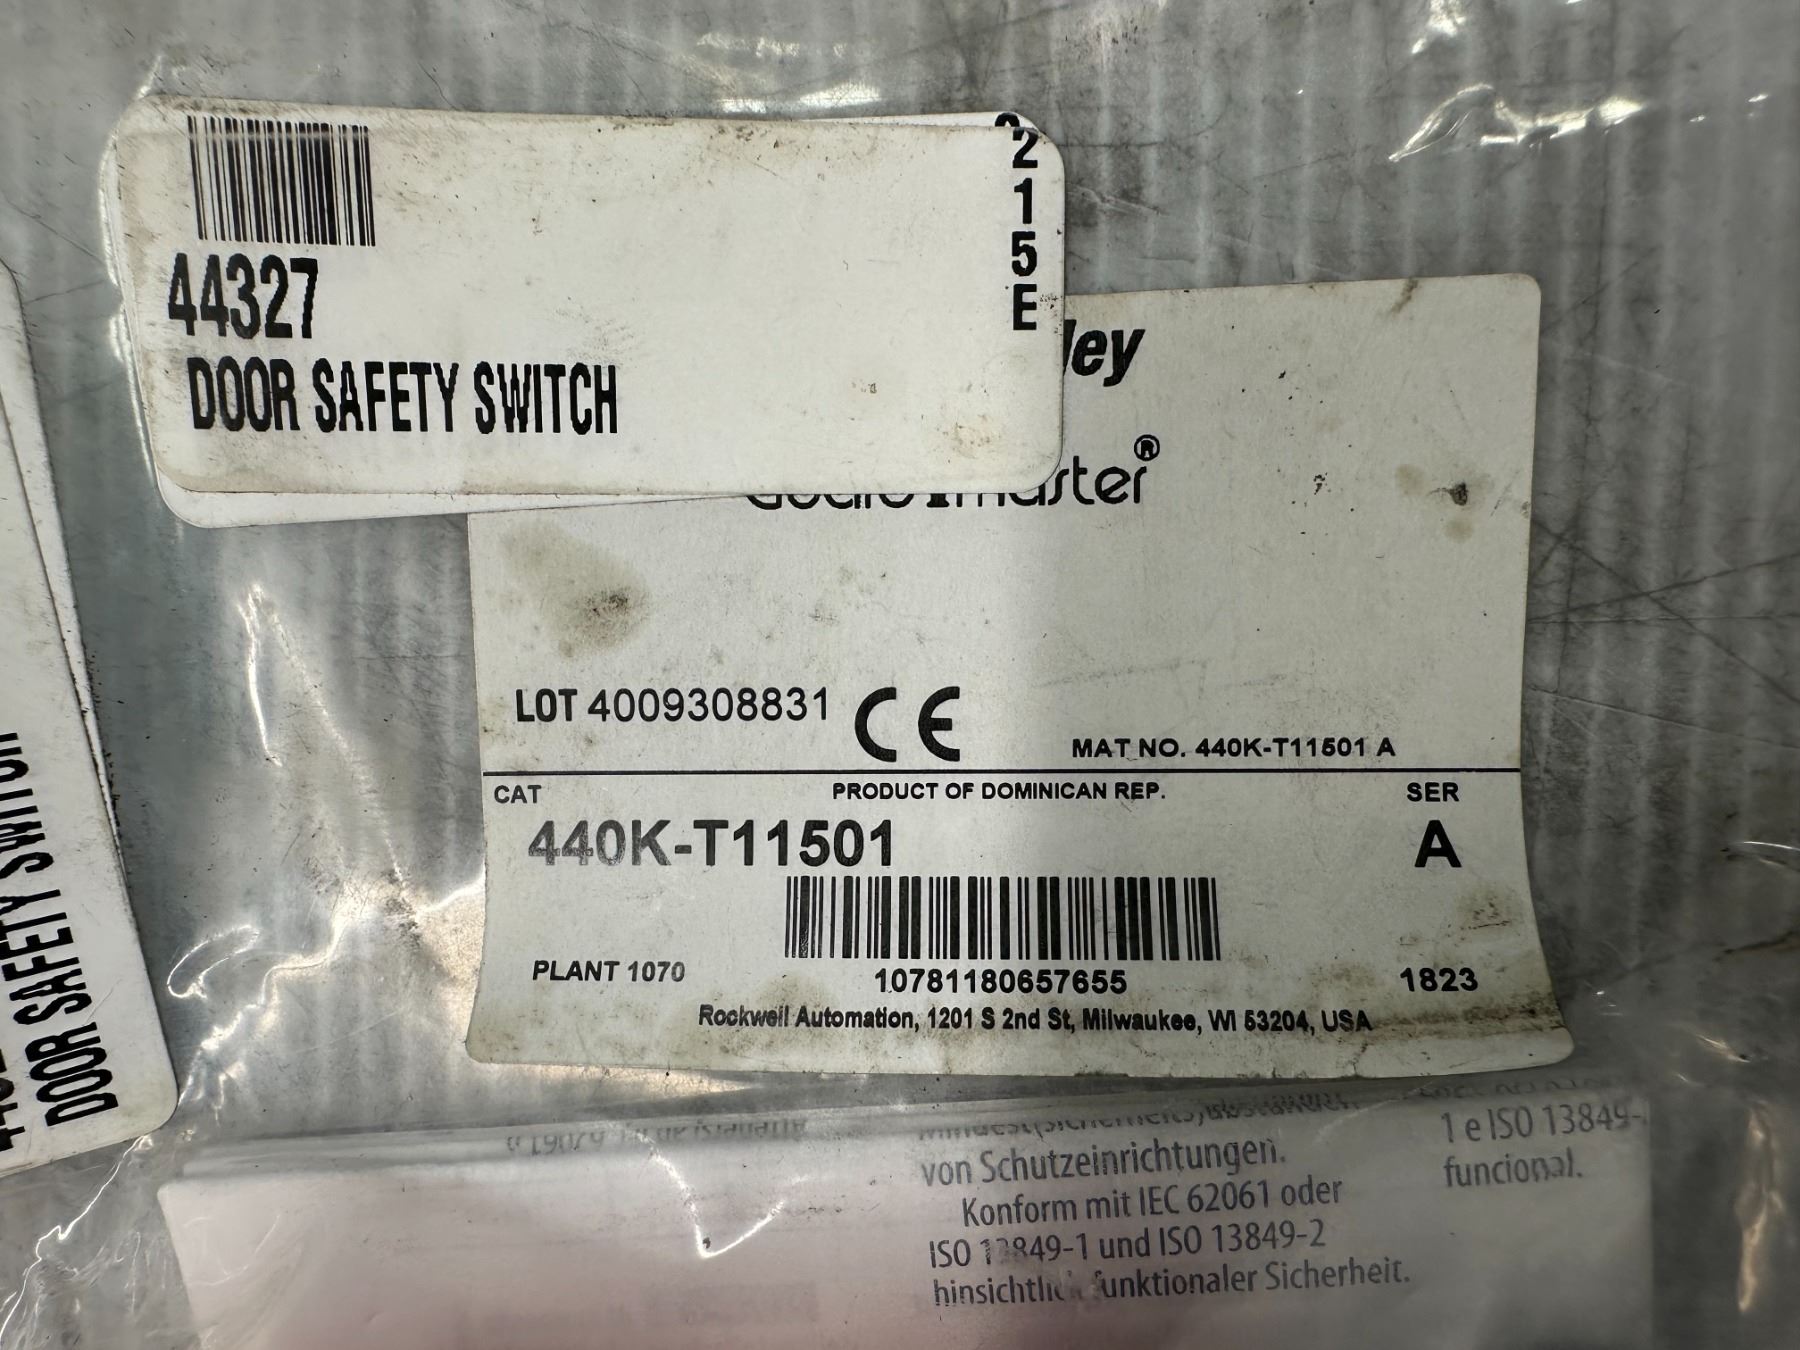 44327
DOOR SAFETY SWITCH
2
1
5
E
ley
Guardmaster®
LOT 4009308831 CE
MAT NO. 440K-T11501 A
CAT PRODUCT OF DOMINICAN REP. SER
440K-T11501 A
PLANT 1070 10781180657655 1823
Rockwell Automation, 1201 S 2nd St, Milwaukee, WI 53204, USA
DOOR SAFETY SWITCH
von Schutzeinrichtungen.
Konform mit IEC 62061 oder
ISO 13849-1 und ISO 13849-2
hinsichtlich funktionaler Sicherheit.
1 e ISO 13849-
funcional.